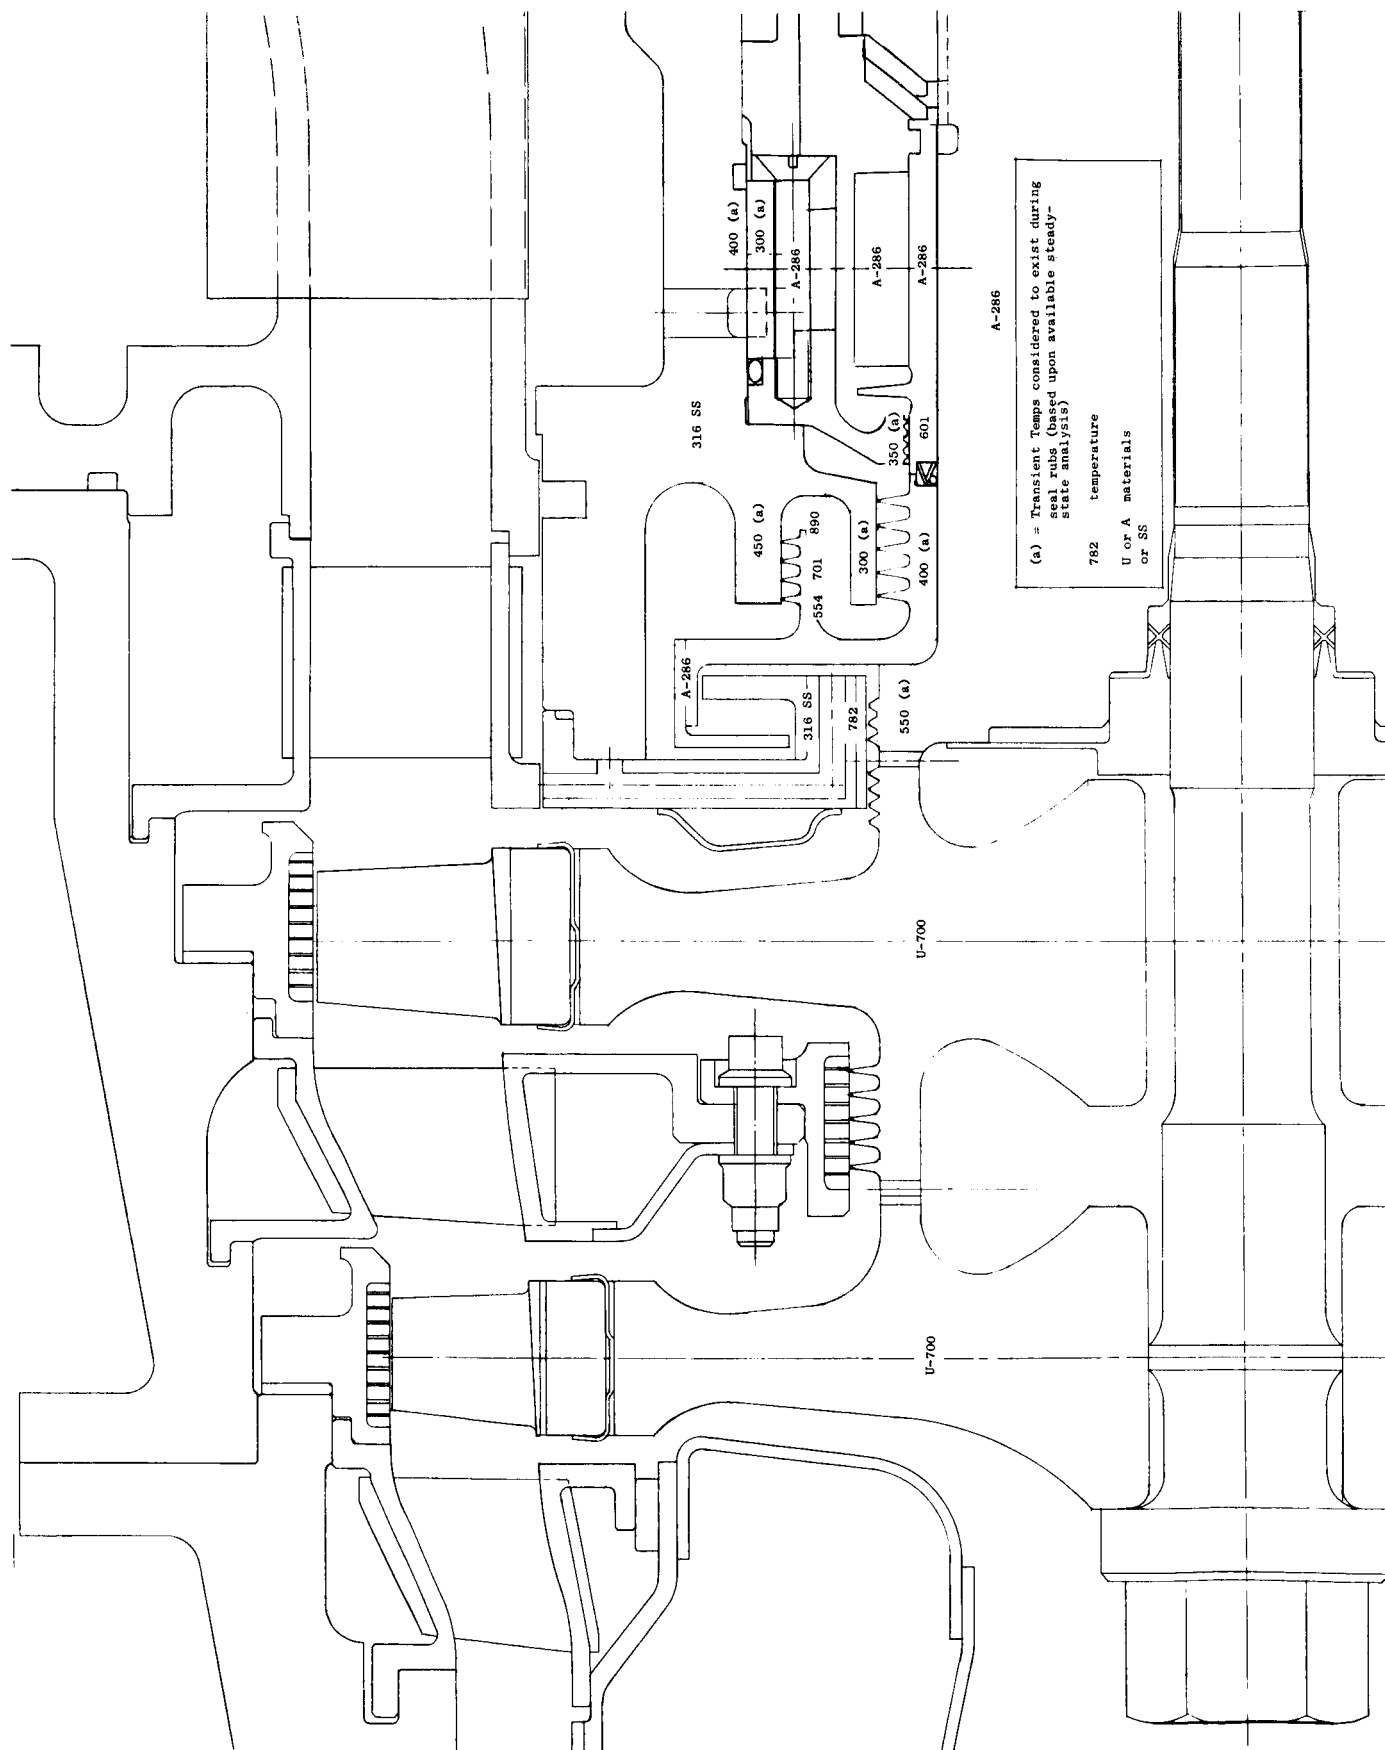 400 (a)
300 (a)
A-286
A-286
A-286
316 SS
350 (a)
601
450 (a)
890
701
554
300 (a)
400 (a)
A-286
316 SS
782
550 (a)
A-286
(a) = Transient Temps considered to exist during
seal rubs (based upon available steady-
state analysis)
782 temperature
U or A materials
or SS
U-700
U-700